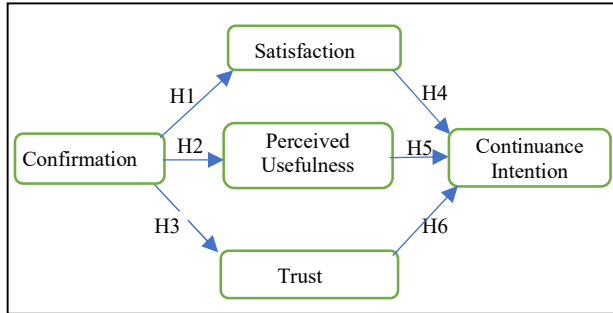 Satisfaction
H1
H4
Confirmation
H2
Perceived
Usefulness
H5
Continuance
Intention
H3
H6
Trust